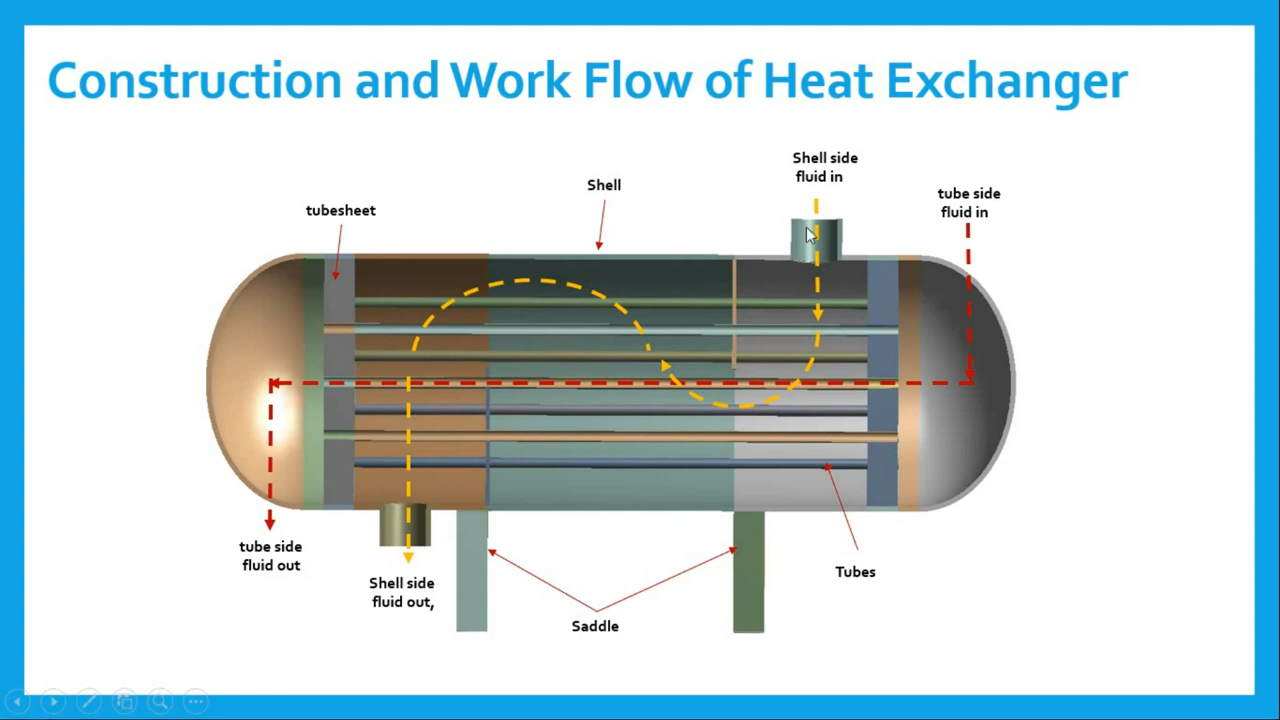 Construction and Work Flow of Heat Exchanger
Shell side
fluid in
Shell
tube side
fluid in
tubesheet
tube side
fluid out
Shell side
fluid out,
Tubes
Saddle